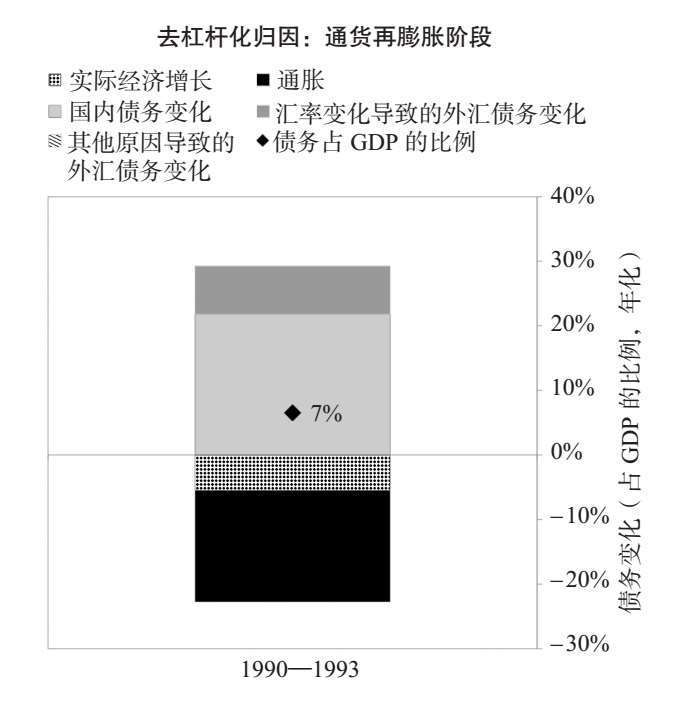 去杠杆化归因：通货再膨胀阶段
实际经济增长 通胀
国内债务变化 汇率变化导致的外汇债务变化
其他原因导致的 债务占 GDP 的比例
外汇债务变化
40%
30%
20%
10%
0%
−10%
−20%
−30%
7%
债务变化（占 GDP 的比例，年化）
1990—1993